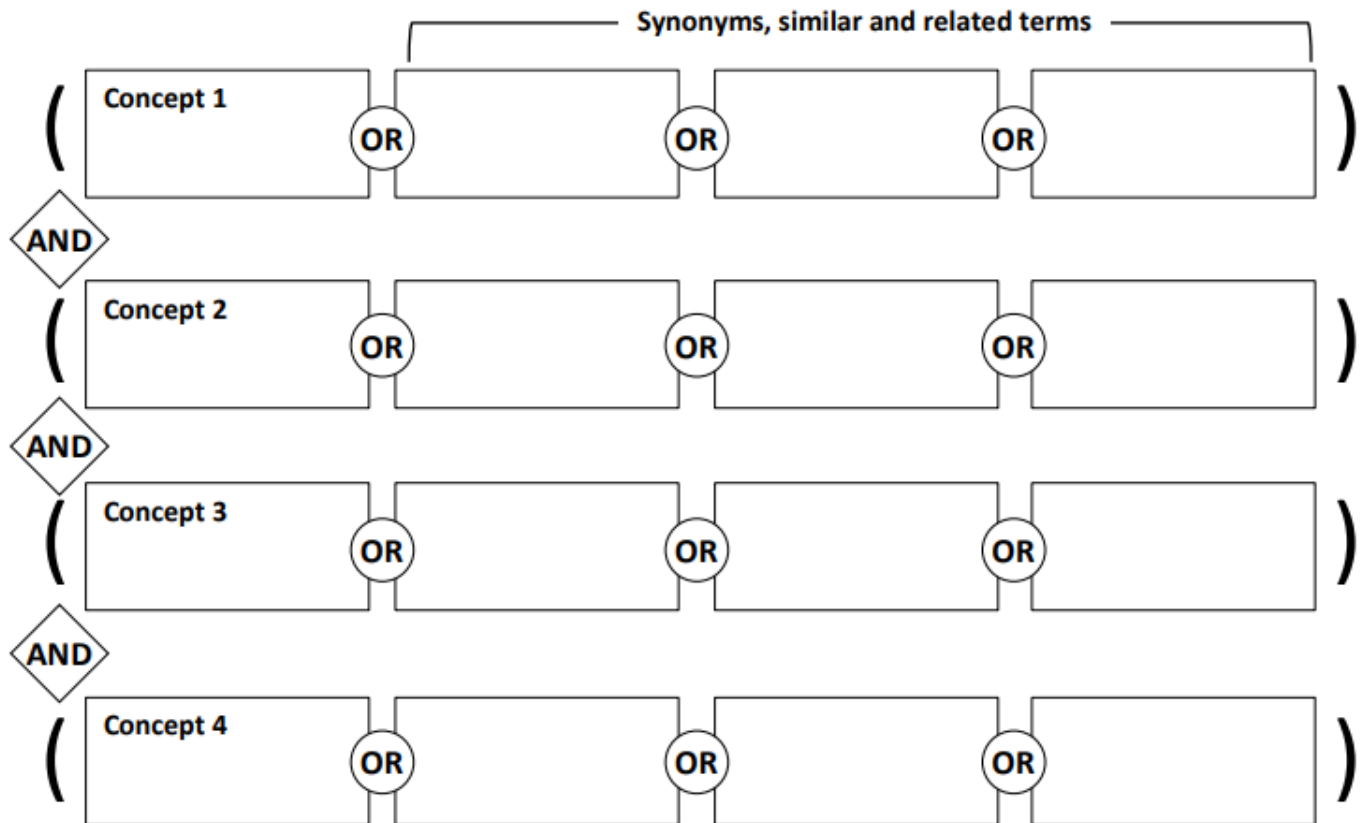 Synonyms, similar and related terms
( Concept 1 OR OR OR )
AND
( Concept 2 OR OR OR )
AND
( Concept 3 OR OR OR )
AND
( Concept 4 OR OR OR )